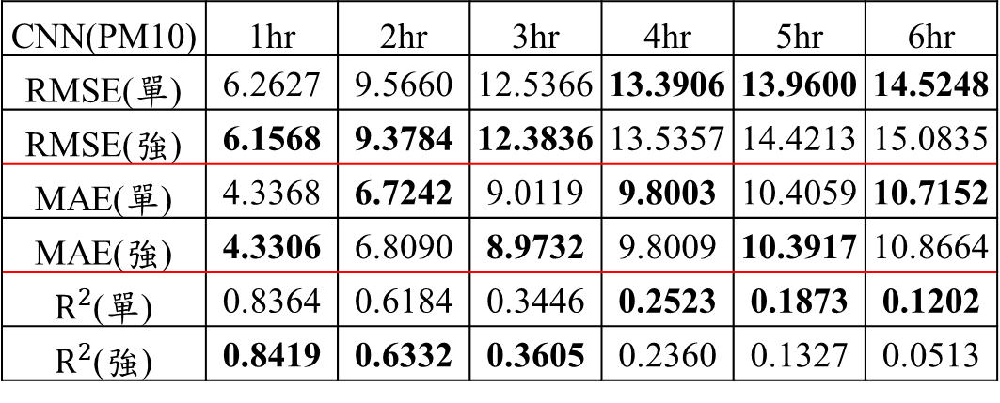 CNN(PM10) 1hr 2hr 3hr 4hr 5hr 6hr
RMSE(單) 6.2627 9.5660 12.5366 13.3906 13.9600 14.5248
RMSE(強) 6.1568 9.3784 12.3836 13.5357 14.4213 15.0835
MAE(單) 4.3368 6.7242 9.0119 9.8003 10.4059 10.7152
MAE(強) 4.3306 6.8090 8.9732 9.8009 10.3917 10.8664
R²(單) 0.8364 0.6184 0.3446 0.2523 0.1873 0.1202
R²(強) 0.8419 0.6332 0.3605 0.2360 0.1327 0.0513